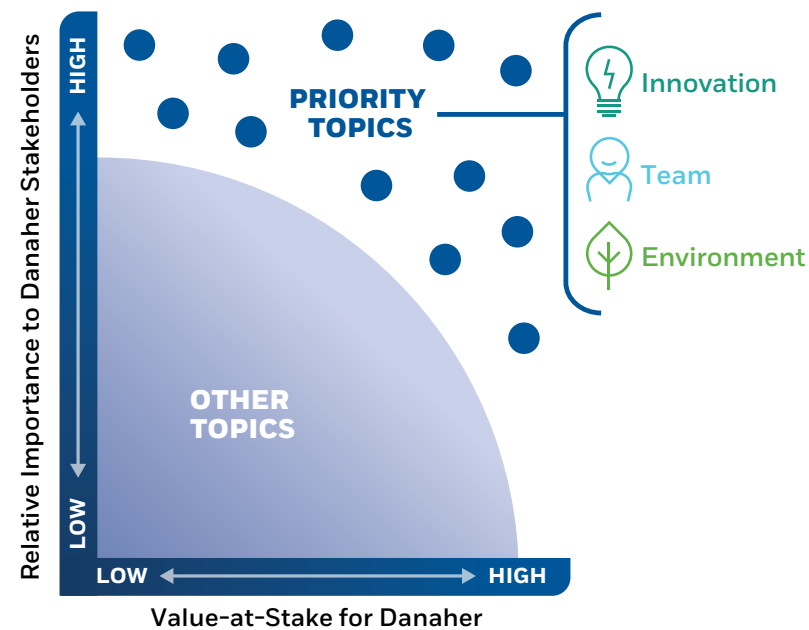 Relative Importance to Danaher Stakeholders
HIGH
LOW
PRIORITY
TOPICS
Innovation
Team
Environment
OTHER
TOPICS
LOW
HIGH
Value-at-Stake for Danaher